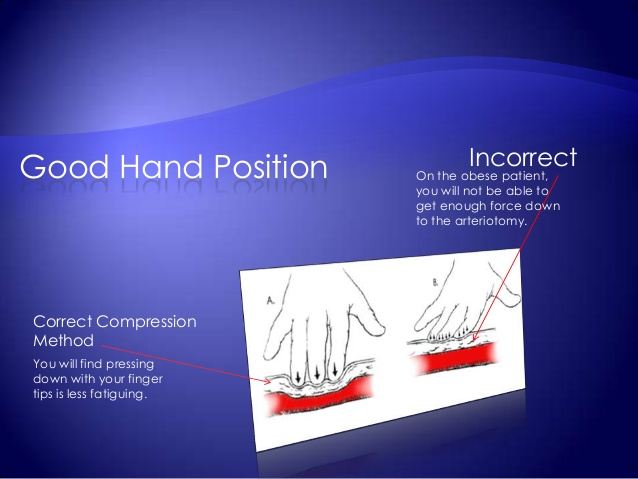 Good Hand Position
Incorrect
On the obese patient,
you will not be able to
get enough force down
to the arteriotomy.
Correct Compression
Method
You will find pressing
down with your finger
tips is less fatiguing.
A.
B.